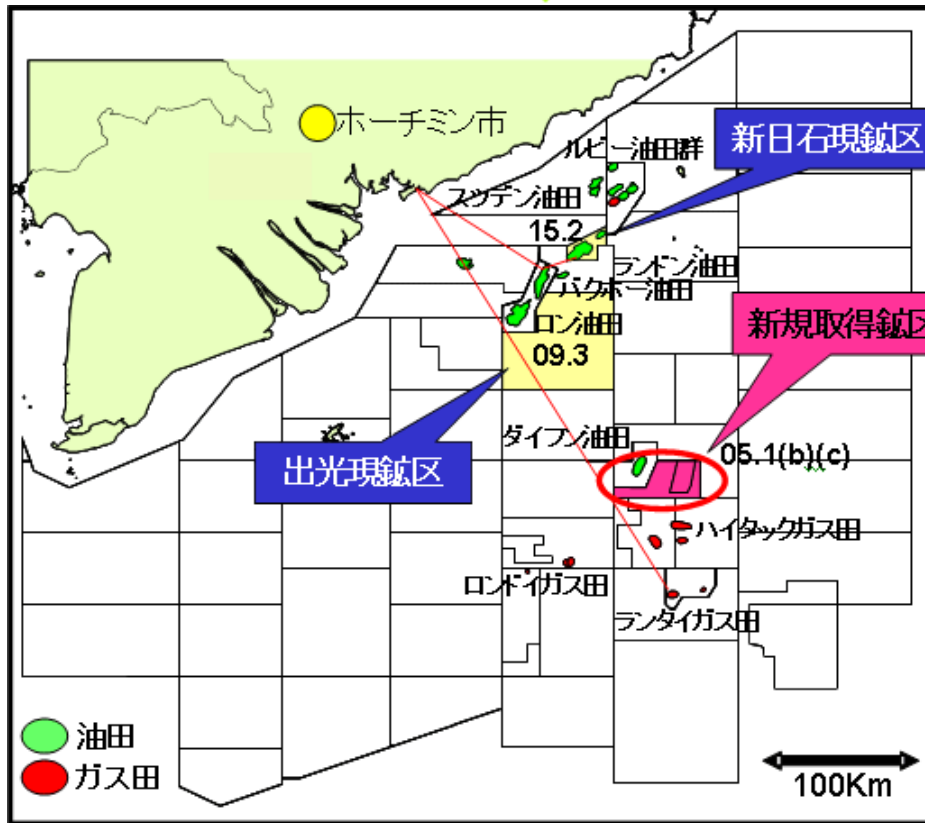 ホーチミン市
ルビー油田群
新日石現鉱区
スツデン油田
15.2
ランドン油田
バクホー油田
新規取得鉱区
ロン油田
09.3
ダイフン油田
05.1(b)(c)
出光現鉱区
ハイタックガス田
ロンドイガス田
ランタイガス田
油田
ガス田
100Km